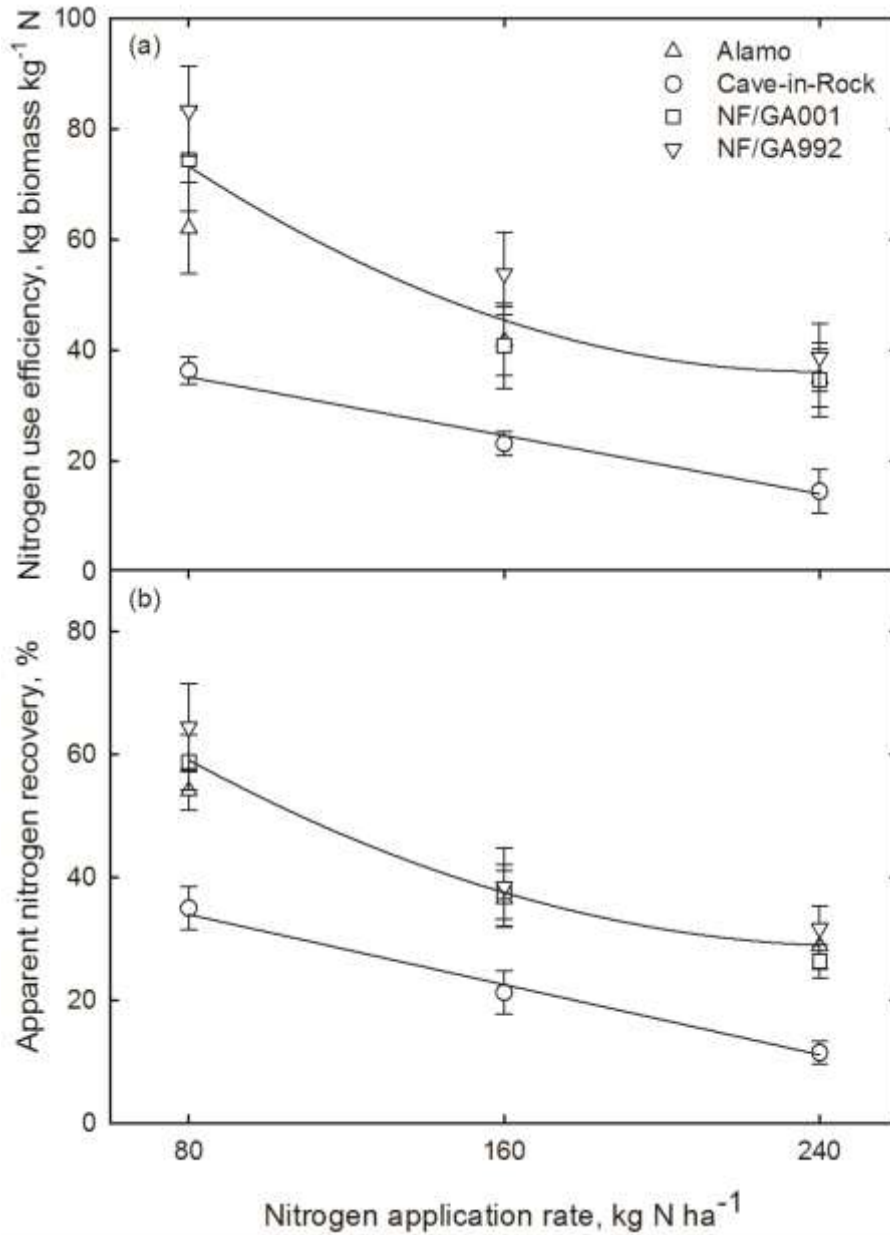 100
(a)
Alamo
Cave-in-Rock
NF/GA001
NF/GA992
80
60
40
20
0
Nitrogen use efficiency, kg biomass kg⁻¹ N
(b)
80
60
40
20
0
Apparent nitrogen recovery, %
80 160 240
Nitrogen application rate, kg N ha⁻¹